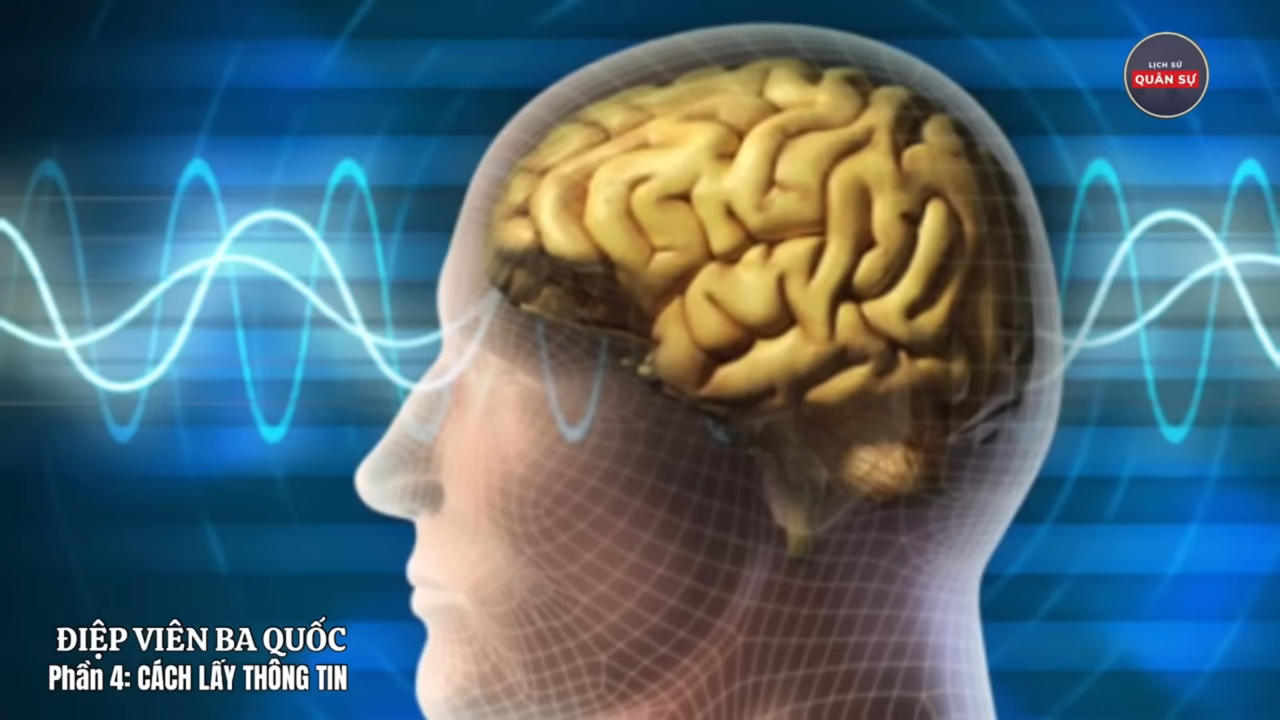 LỊCH SỬ
QUÂN SỰ
ĐIỆP VIÊN BA QUỐC
Phần 4: CÁCH LẤY THÔNG TIN